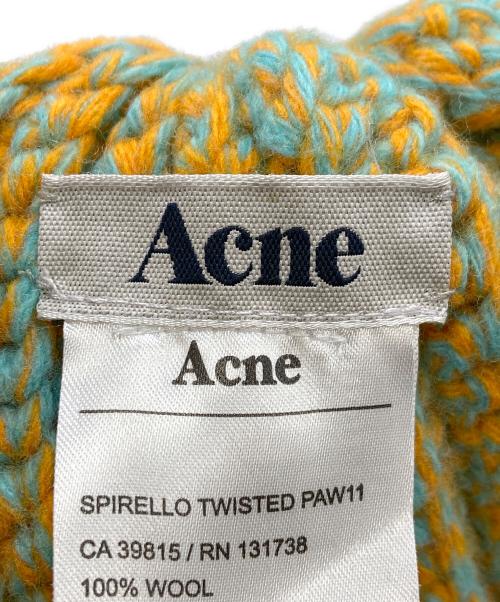 Acne
Acne
SPIRELLO TWISTED PAW11
CA 39815 / RN 131738
100% WOOL